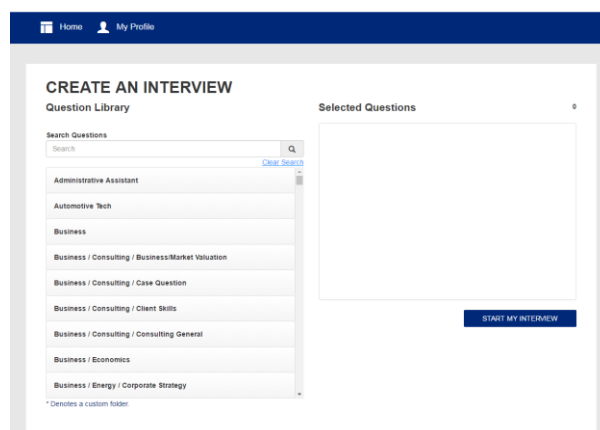 Home My Profile
CREATE AN INTERVIEW
Question Library
Selected Questions
Search Questions
Search
Clear Search
Administrative Assistant
Automotive Tech
Business
Business / Consulting / Business/Market Valuation
Business / Consulting / Case Question
Business / Consulting / Client Skills
Business / Consulting / Consulting General
Business / Economics
Business / Energy / Corporate Strategy
* Denotes a custom folder.
START MY INTERVIEW